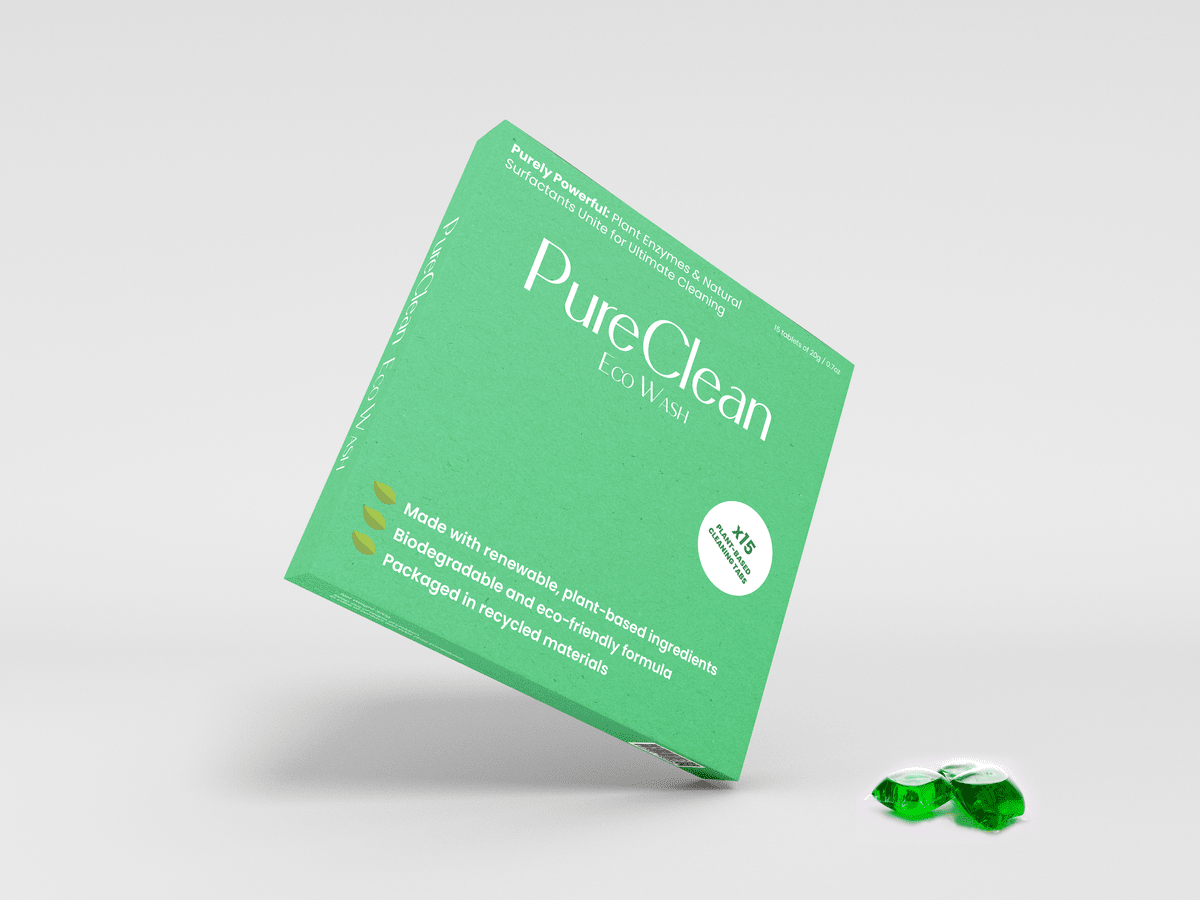 Purely Powerful: Plant Enzymes & Natural
Surfactants Unite for Ultimate Cleaning
15 tablets of 20g / 0.7oz
PureClean
Eco Wash
PureClean Eco Wash
x15
PLANT-BASED
CLEANING TABS
Made with renewable, plant-based ingredients
Biodegradable and eco-friendly formula
Packaged in recycled materials